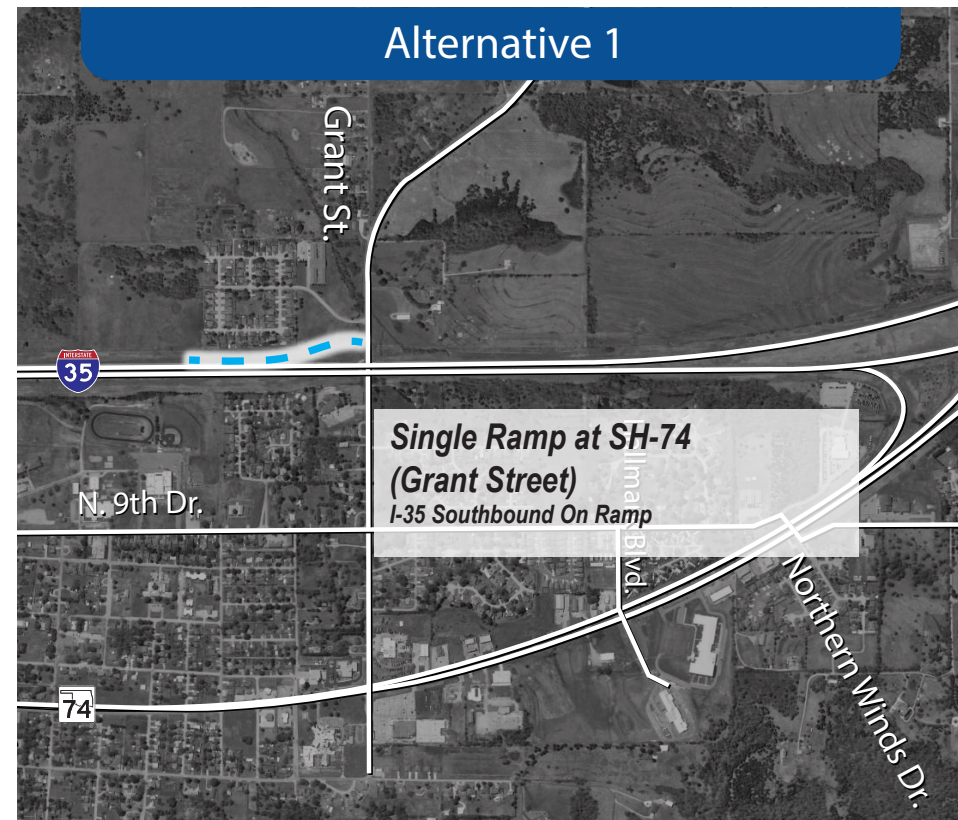 Alternative 1
Grant St.
INTERSTATE
35
Single Ramp at SH-74
(Grant Street)
I-35 Southbound On Ramp
N. 9th Dr.
Blvd.
Northern Winds Dr.
74